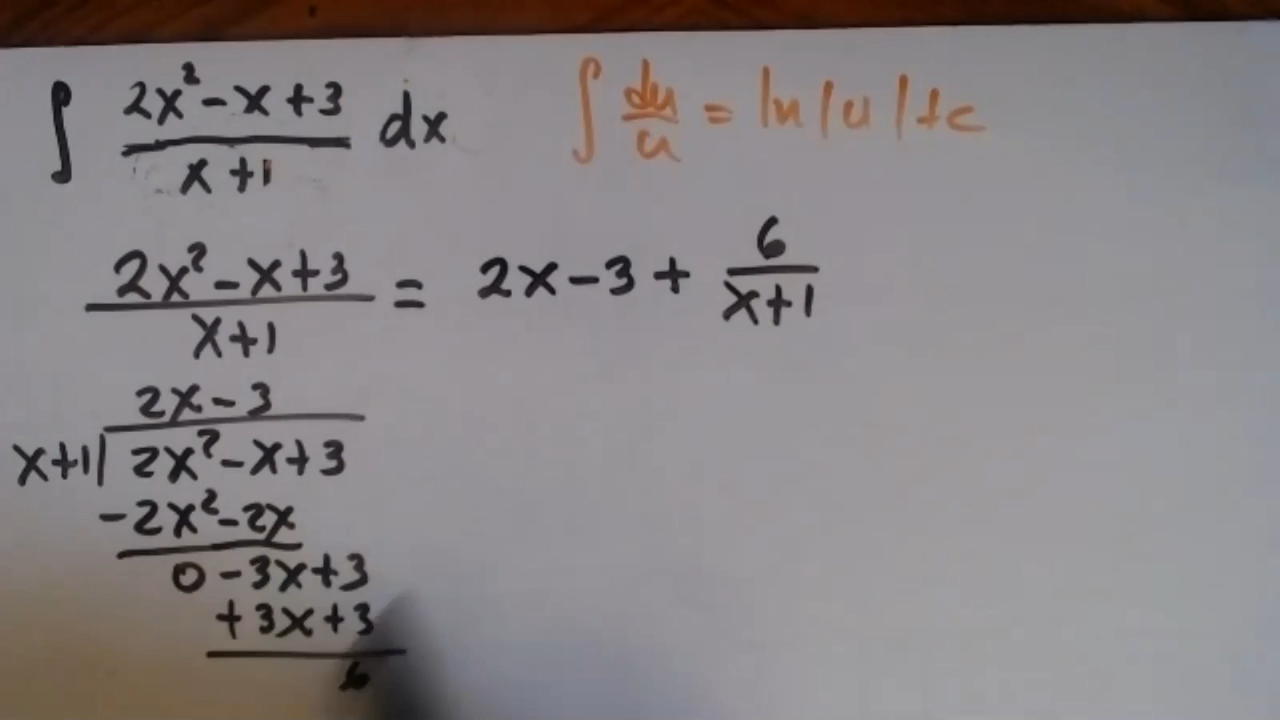 ∫ (2x² - x + 3)/(x + 1) dx
∫ du/u = ln |u| + c
(2x² - x + 3)/(x + 1) = 2x - 3 + 6/(x + 1)
2x - 3
x+1 | 2x² - x + 3
-2x² - 2x
0 - 3x + 3
+ 3x + 3
6